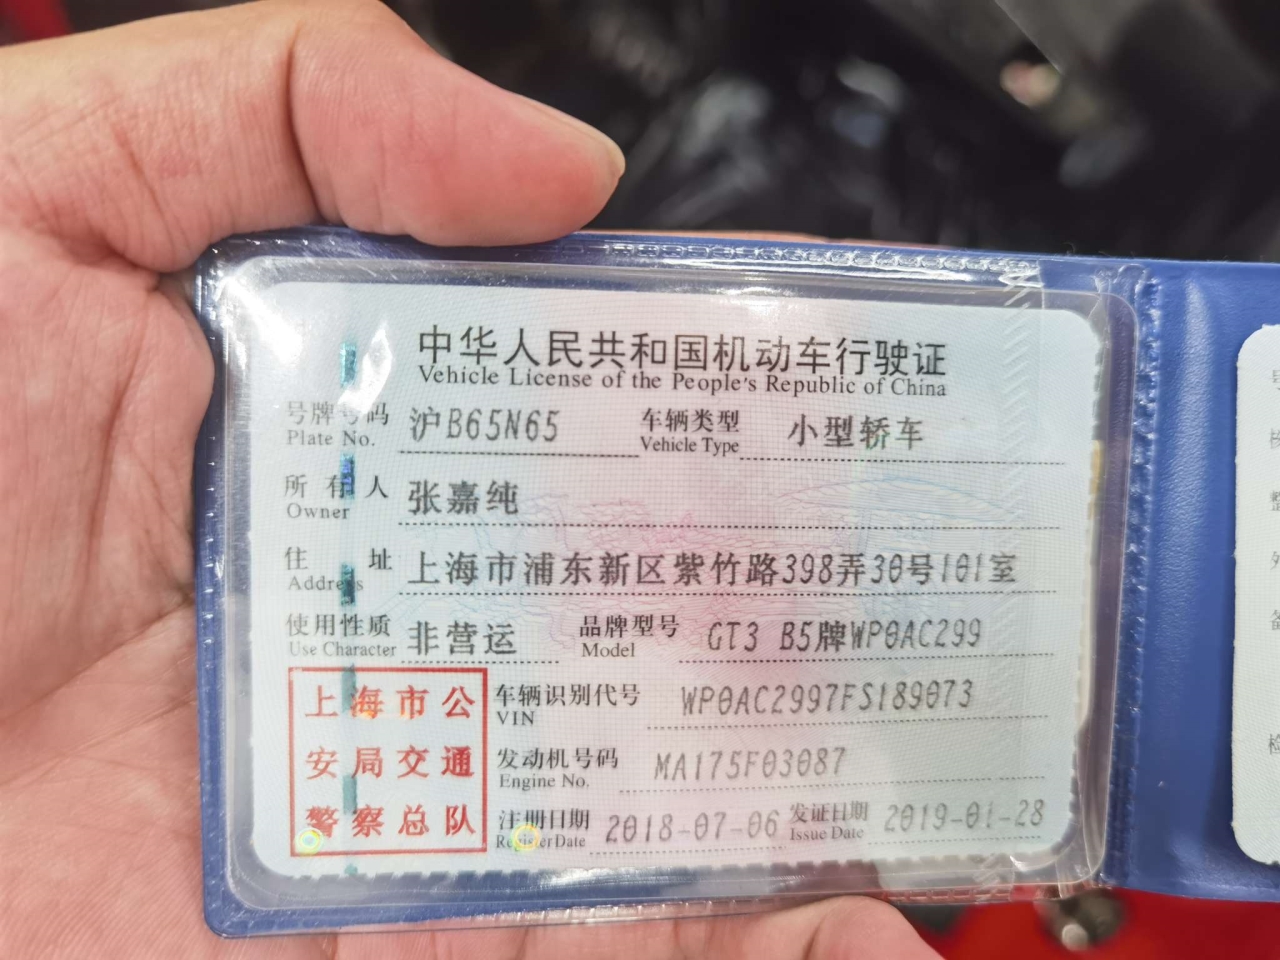 中华人民共和国机动车行驶证
Vehicle License of the People's Republic of China
号牌号码 沪B65N65 车辆类型 小型轿车
Plate No. Vehicle Type
所有人 张嘉纯
Owner
住址 上海市浦东新区紫竹路398弄30号101室
Address
使用性质 非营运 品牌型号 GT3 B5牌WP0AC299
Use Character Model
上海市公
安局交通
警察总队
车辆识别代号 WP0AC2997FS189073
VIN
发动机号码 MA175F03087
Engine No.
注册日期 2018-07-06 发证日期 2019-01-28
Register Date Issue Date